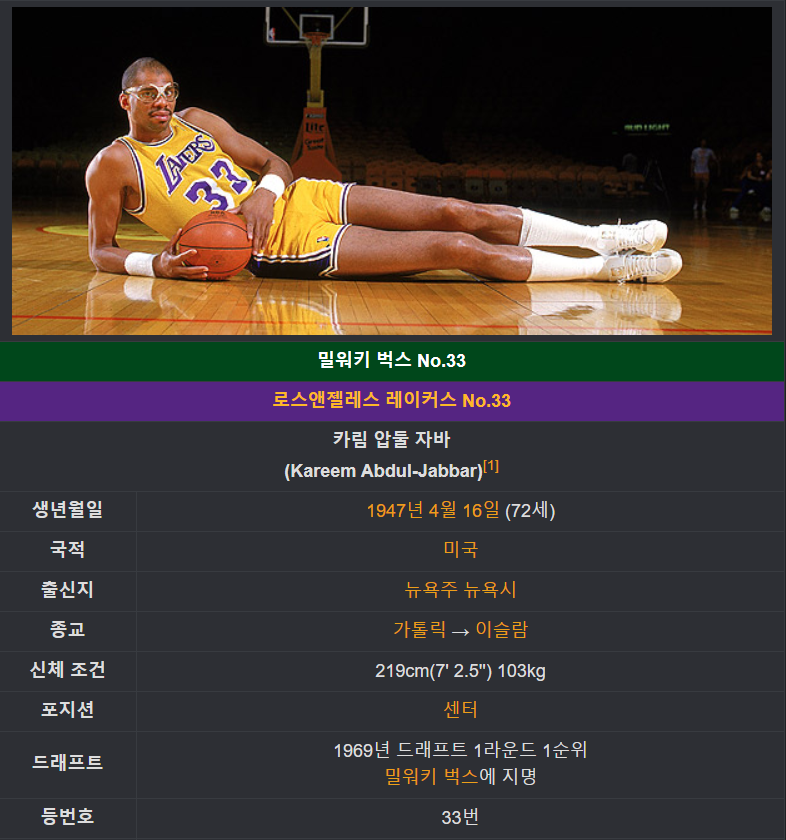 BUD LIGHT
Lite
LAKERS
33
밀워키 벅스 No.33
로스앤젤레스 레이커스 No.33
카림 압둘 자바
(Kareem Abdul-Jabbar)[1]
생년월일 1947년 4월 16일 (72세)
국적 미국
출신지 뉴욕주 뉴욕시
종교 가톨릭 → 이슬람
신체 조건 219cm(7' 2.5") 103kg
포지션 센터
드래프트 1969년 드래프트 1라운드 1순위
밀워키 벅스에 지명
등번호 33번